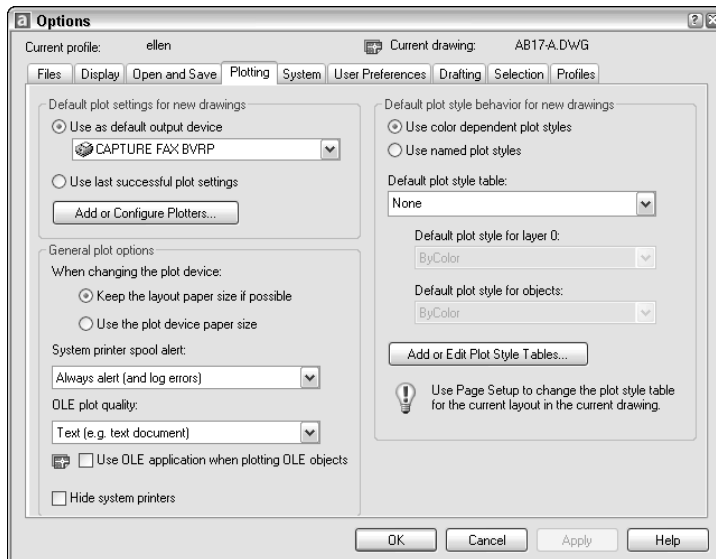 a Options
Current profile: ellen Current drawing: AB17-A.DWG
Files Display Open and Save Plotting System User Preferences Drafting Selection Profiles
Default plot settings for new drawings
Use as default output device
CAPTURE FAX BVRP
Use last successful plot settings
Add or Configure Plotters...
General plot options
When changing the plot device:
Keep the layout paper size if possible
Use the plot device paper size
System printer spool alert:
Always alert (and log errors)
OLE plot quality:
Text (e.g. text document)
Use OLE application when plotting OLE objects
Hide system printers
Default plot style behavior for new drawings
Use color dependent plot styles
Use named plot styles
Default plot style table:
None
Default plot style for layer 0:
ByColor
Default plot style for objects:
ByColor
Add or Edit Plot Style Tables...
Use Page Setup to change the plot style table
for the current layout in the current drawing.
OK Cancel Apply Help